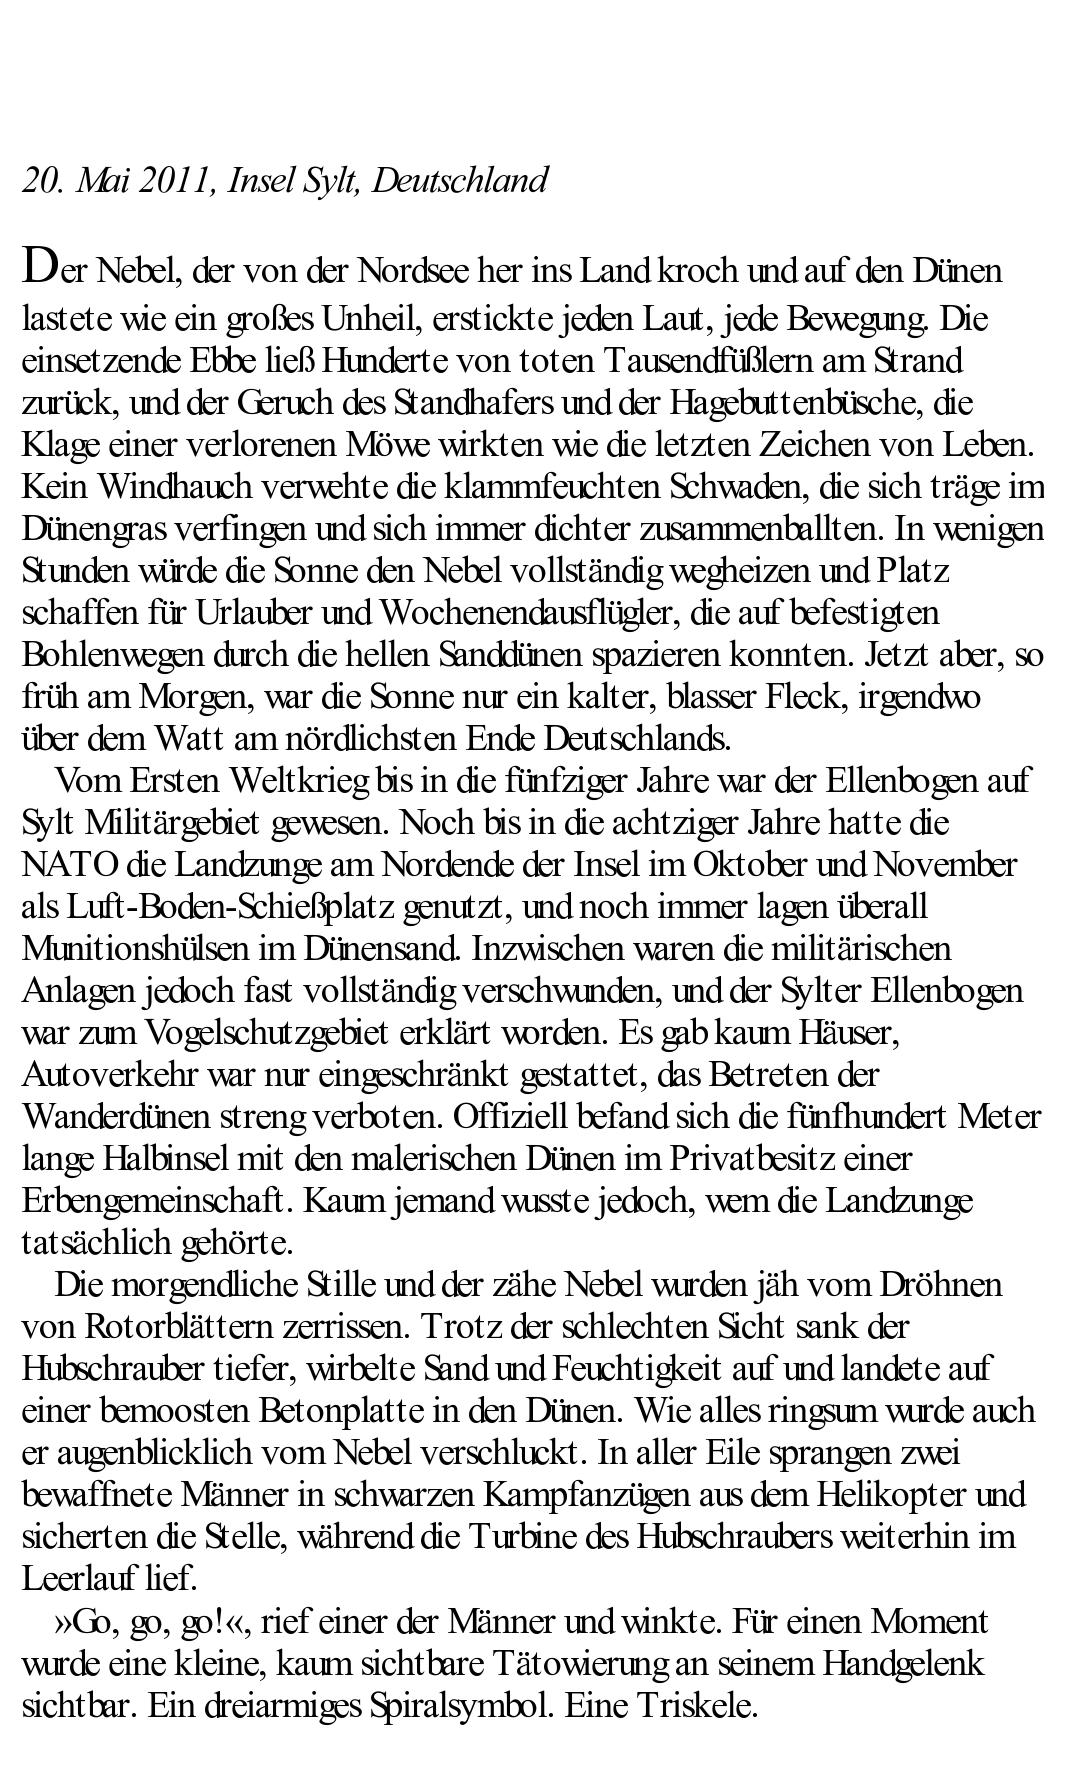 20. Mai 2011, Insel Sylt, Deutschland
Der Nebel, der von der Nordsee her ins Land kroch und auf den Dünen
lastete wie ein großes Unheil, erstickte jeden Laut, jede Bewegung. Die
einsetzende Ebbe ließ Hunderte von toten Tausendfüßlern am Strand
zurück, und der Geruch des Standhafers und der Hagebuttenbüsche, die
Klage einer verlorenen Möwe wirkten wie die letzten Zeichen von Leben.
Kein Windhauch verwehte die klammfeuchten Schwaden, die sich träge im
Dünengras verfingen und sich immer dichter zusammenballten. In wenigen
Stunden würde die Sonne den Nebel vollständig wegheizen und Platz
schaffen für Urlauber und Wochenendausflügler, die auf befestigten
Bohlenwegen durch die hellen Sanddünen spazieren konnten. Jetzt aber, so
früh am Morgen, war die Sonne nur ein kalter, blasser Fleck, irgendwo
über dem Watt am nördlichsten Ende Deutschlands.
Vom Ersten Weltkrieg bis in die fünfziger Jahre war der Ellenbogen auf
Sylt Militärgebiet gewesen. Noch bis in die achtziger Jahre hatte die
NATO die Landzunge am Nordende der Insel im Oktober und November
als Luft-Boden-Schießplatz genutzt, und noch immer lagen überall
Munitionshülsen im Dünensand. Inzwischen waren die militärischen
Anlagen jedoch fast vollständig verschwunden, und der Sylter Ellenbogen
war zum Vogelschutzgebiet erklärt worden. Es gab kaum Häuser,
Autoverkehr war nur eingeschränkt gestattet, das Betreten der
Wanderdünen streng verboten. Offiziell befand sich die fünfhundert Meter
lange Halbinsel mit den malerischen Dünen im Privatbesitz einer
Erbengemeinschaft. Kaum jemand wusste jedoch, wem die Landzunge
tatsächlich gehörte.
Die morgendliche Stille und der zähe Nebel wurden jäh vom Dröhnen
von Rotorblättern zerrissen. Trotz der schlechten Sicht sank der
Hubschrauber tiefer, wirbelte Sand und Feuchtigkeit auf und landete auf
einer bemoosten Betonplatte in den Dünen. Wie alles ringsum wurde auch
er augenblicklich vom Nebel verschluckt. In aller Eile sprangen zwei
bewaffnete Männer in schwarzen Kampfanzügen aus dem Helikopter und
sicherten die Stelle, während die Turbine des Hubschraubers weiterhin im
Leerlauf lief.
»Go, go, go!«, rief einer der Männer und winkte. Für einen Moment
wurde eine kleine, kaum sichtbare Tätowierung an seinem Handgelenk
sichtbar. Ein dreiarmiges Spiralsymbol. Eine Triskele.